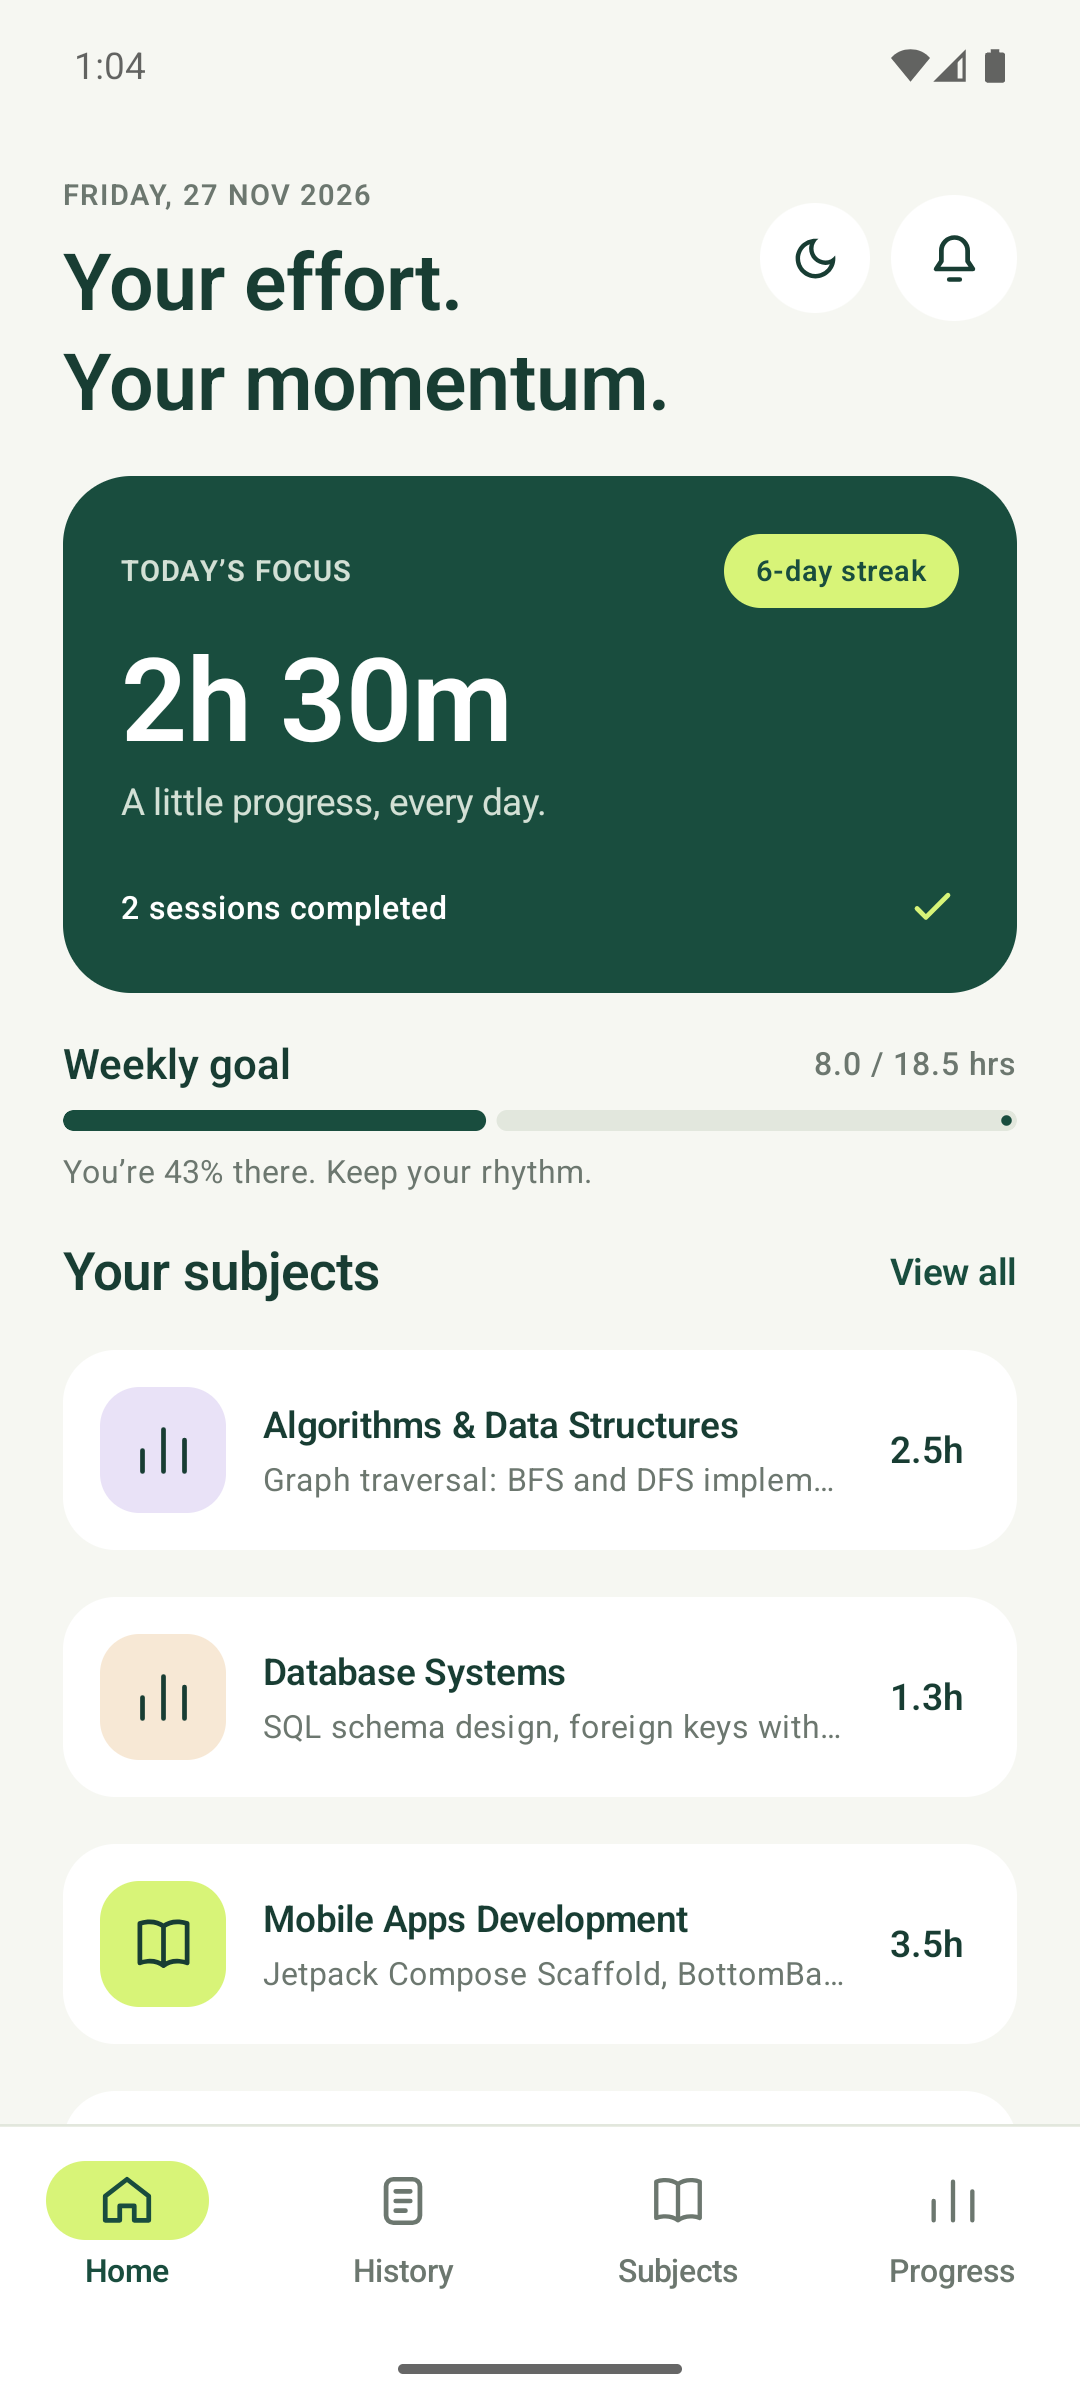 1:04
FRIDAY, 27 NOV 2026
Your effort.
Your momentum.
TODAY’S FOCUS
6-day streak
2h 30m
A little progress, every day.
2 sessions completed
Weekly goal
8.0 / 18.5 hrs
You’re 43% there. Keep your rhythm.
Your subjects
View all
Algorithms & Data Structures
Graph traversal: BFS and DFS implem…
2.5h
Database Systems
SQL schema design, foreign keys with…
1.3h
Mobile Apps Development
Jetpack Compose Scaffold, BottomBa…
3.5h
Home
History
Subjects
Progress